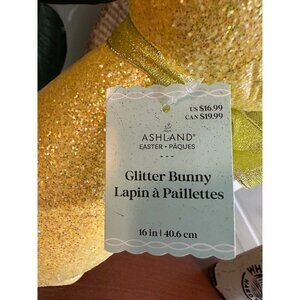 US $16.99
CAN $19.99
ASHLAND®
EASTER • PÂQUES
Glitter Bunny
Lapin à Paillettes
16 in | 40.6 cm